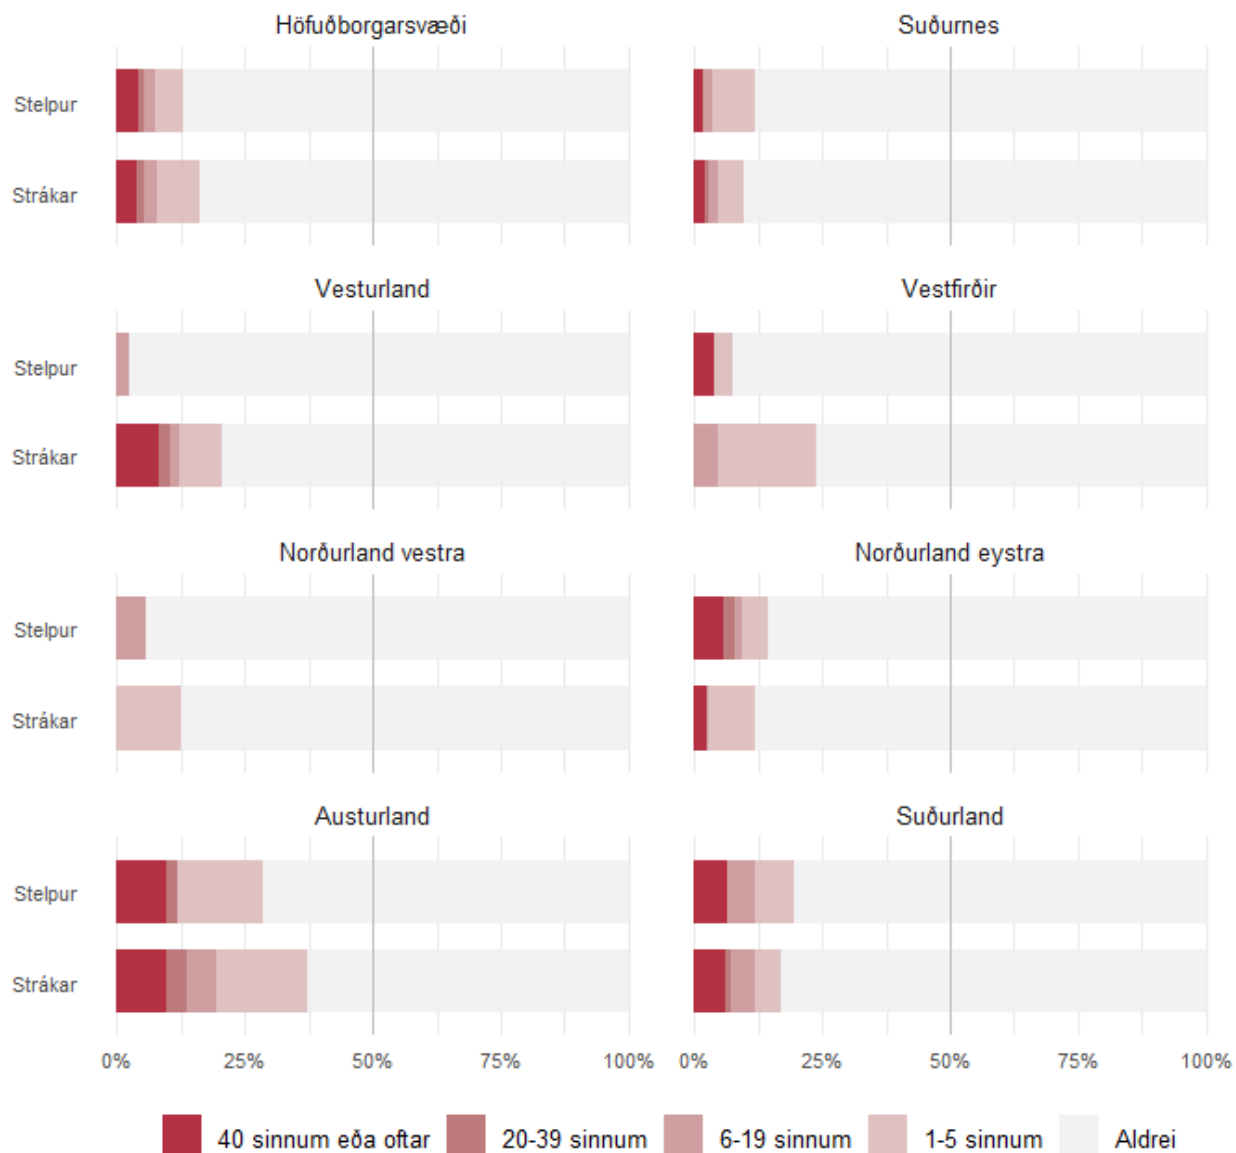 Höfuðborgarsvæði Suðurnes
Stelpur
Strákar
Vesturland Vestfirðir
Stelpur
Strákar
Norðurland vestra Norðurland eystra
Stelpur
Strákar
Austurland Suðurland
Stelpur
Strákar
0% 25% 50% 75% 100% 0% 25% 50% 75% 100%
40 sinnum eða oftar 20-39 sinnum 6-19 sinnum 1-5 sinnum Aldrei